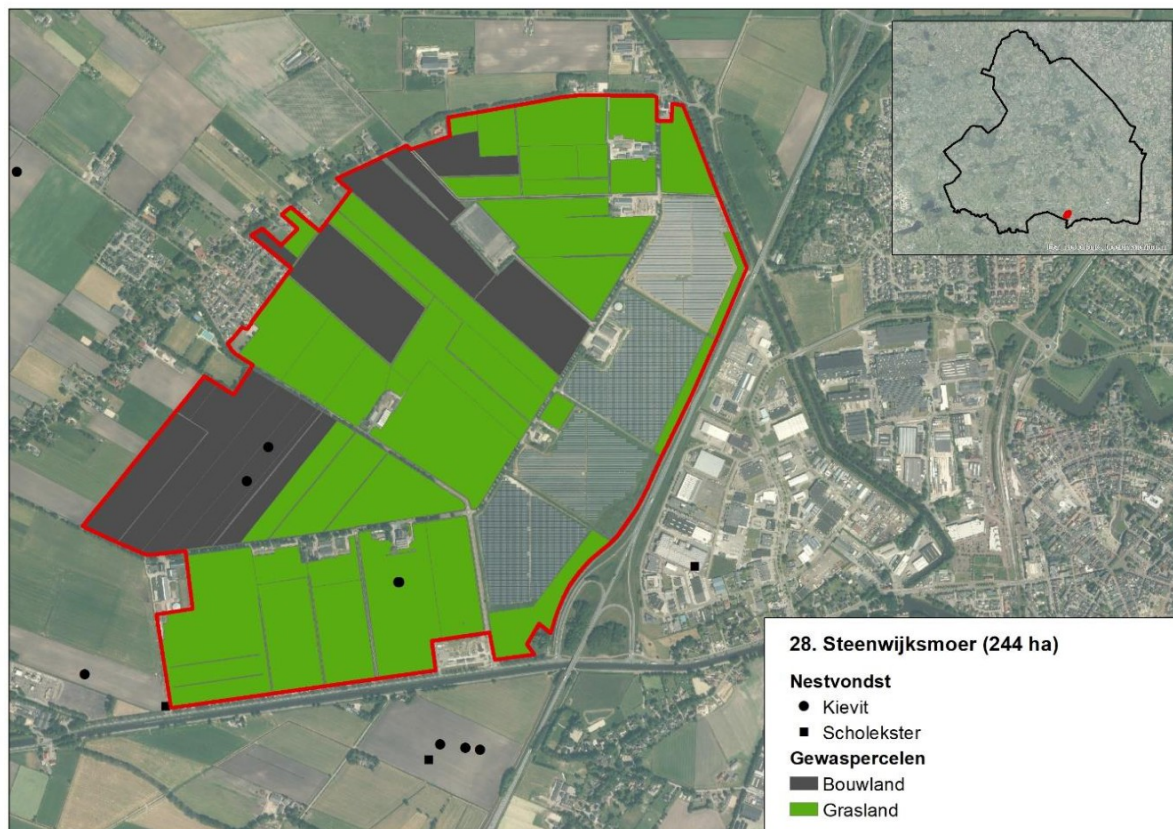 28. Steenwijksmoer (244 ha)
Nestvondst
Kievit
Scholekster
Gewaspercelen
Bouwland
Grasland